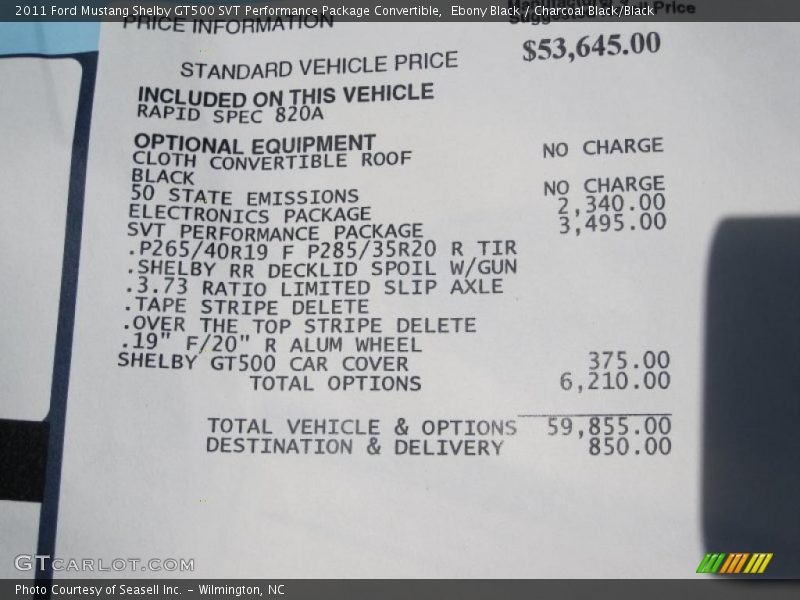 2011 Ford Mustang Shelby GT500 SVT Performance Package Convertible, Ebony Black / Charcoal Black/Black
PRICE INFORMATION
Price
STANDARD VEHICLE PRICE $53,645.00
INCLUDED ON THIS VEHICLE
RAPID SPEC 820A
OPTIONAL EQUIPMENT
CLOTH CONVERTIBLE ROOF NO CHARGE
BLACK
50 STATE EMISSIONS NO CHARGE
ELECTRONICS PACKAGE 2,340.00
SVT PERFORMANCE PACKAGE 3,495.00
.P265/40R19 F P285/35R20 R TIR
.SHELBY RR DECKLID SPOIL W/GUN
.3.73 RATIO LIMITED SLIP AXLE
.TAPE STRIPE DELETE
.OVER THE TOP STRIPE DELETE
.19" F/20" R ALUM WHEEL
SHELBY GT500 CAR COVER 375.00
TOTAL OPTIONS 6,210.00
TOTAL VEHICLE & OPTIONS 59,855.00
DESTINATION & DELIVERY 850.00
GTCARLOT.COM
Photo Courtesy of Seasell Inc. - Wilmington, NC